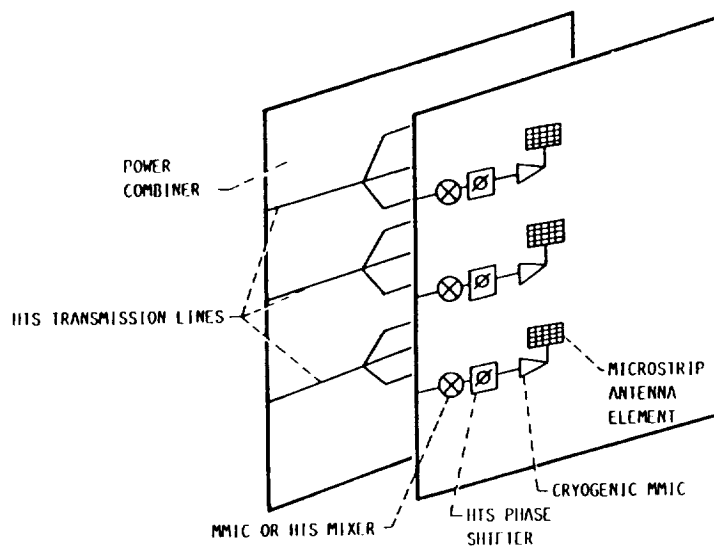 POWER
COMBINER
HTS TRANSMISSION LINES
MICROSTRIP
ANTENNA
ELEMENT
CRYOGENIC MMIC
MMIC OR HTS MIXER
HTS PHASE
SHIFTER